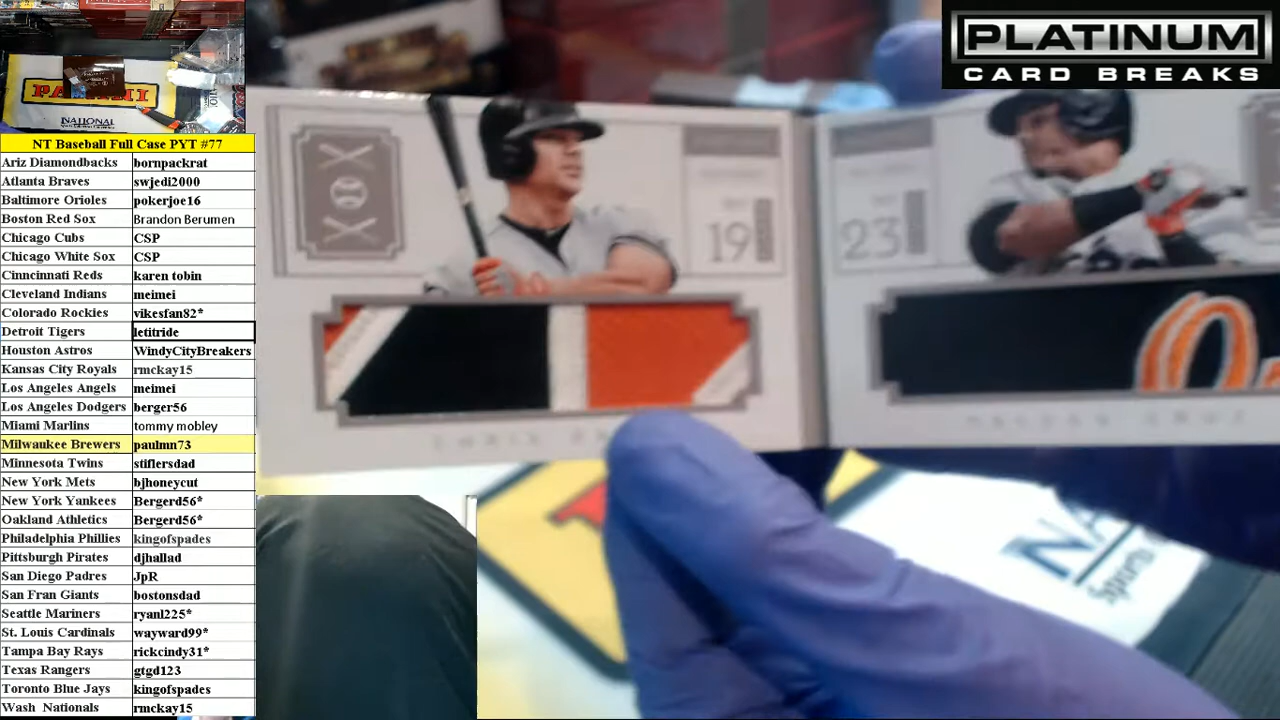 PLATINUM
CARD BREAKS
PANINI
NATIONAL
NT Baseball Full Case PYT #77
Ariz Diamondbacks bornpackrat
Atlanta Braves swjedi2000
Baltimore Orioles pokerjoe16
Boston Red Sox Brandon Berumen
Chicago Cubs CSP
Chicago White Sox CSP
Cinncinnati Reds karen tobin
Cleveland Indians meimei
Colorado Rockies vikesfan82*
Detroit Tigers letitride
Houston Astros WindyCityBreakers
Kansas City Royals rmckay15
Los Angeles Angels meimei
Los Angeles Dodgers berger56
Miami Marlins tommy mobley
Milwaukee Brewers paulmn73
Minnesota Twins stiflersdad
New York Mets bjhoneycut
New York Yankees Bergerd56*
Oakland Athletics Bergerd56*
Philadelphia Phillies kingofspades
Pittsburgh Pirates djhallad
San Diego Padres JpR
San Fran Giants bostonsdad
Seattle Mariners ryanl225*
St. Louis Cardinals wayward99*
Tampa Bay Rays rickcindy31*
Texas Rangers gtgd123
Toronto Blue Jays kingofspades
Wash Nationals rmckay15
19
23
NA
Sports